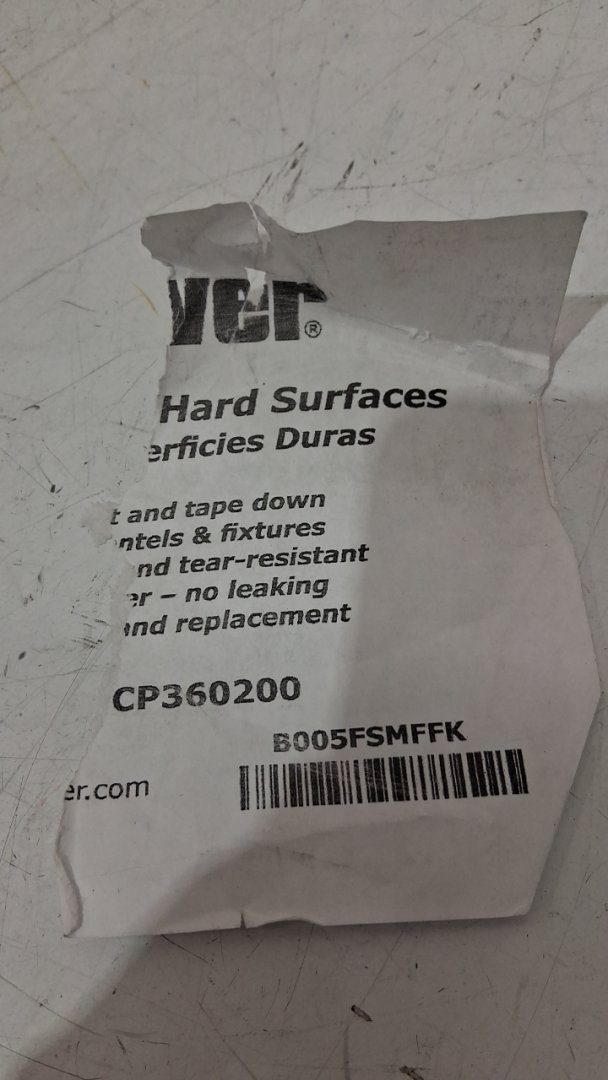 ver®
Hard Surfaces
erficies Duras
t and tape down
ntels & fixtures
nd tear-resistant
er – no leaking
and replacement
CP360200
B005FSMFFK
er.com